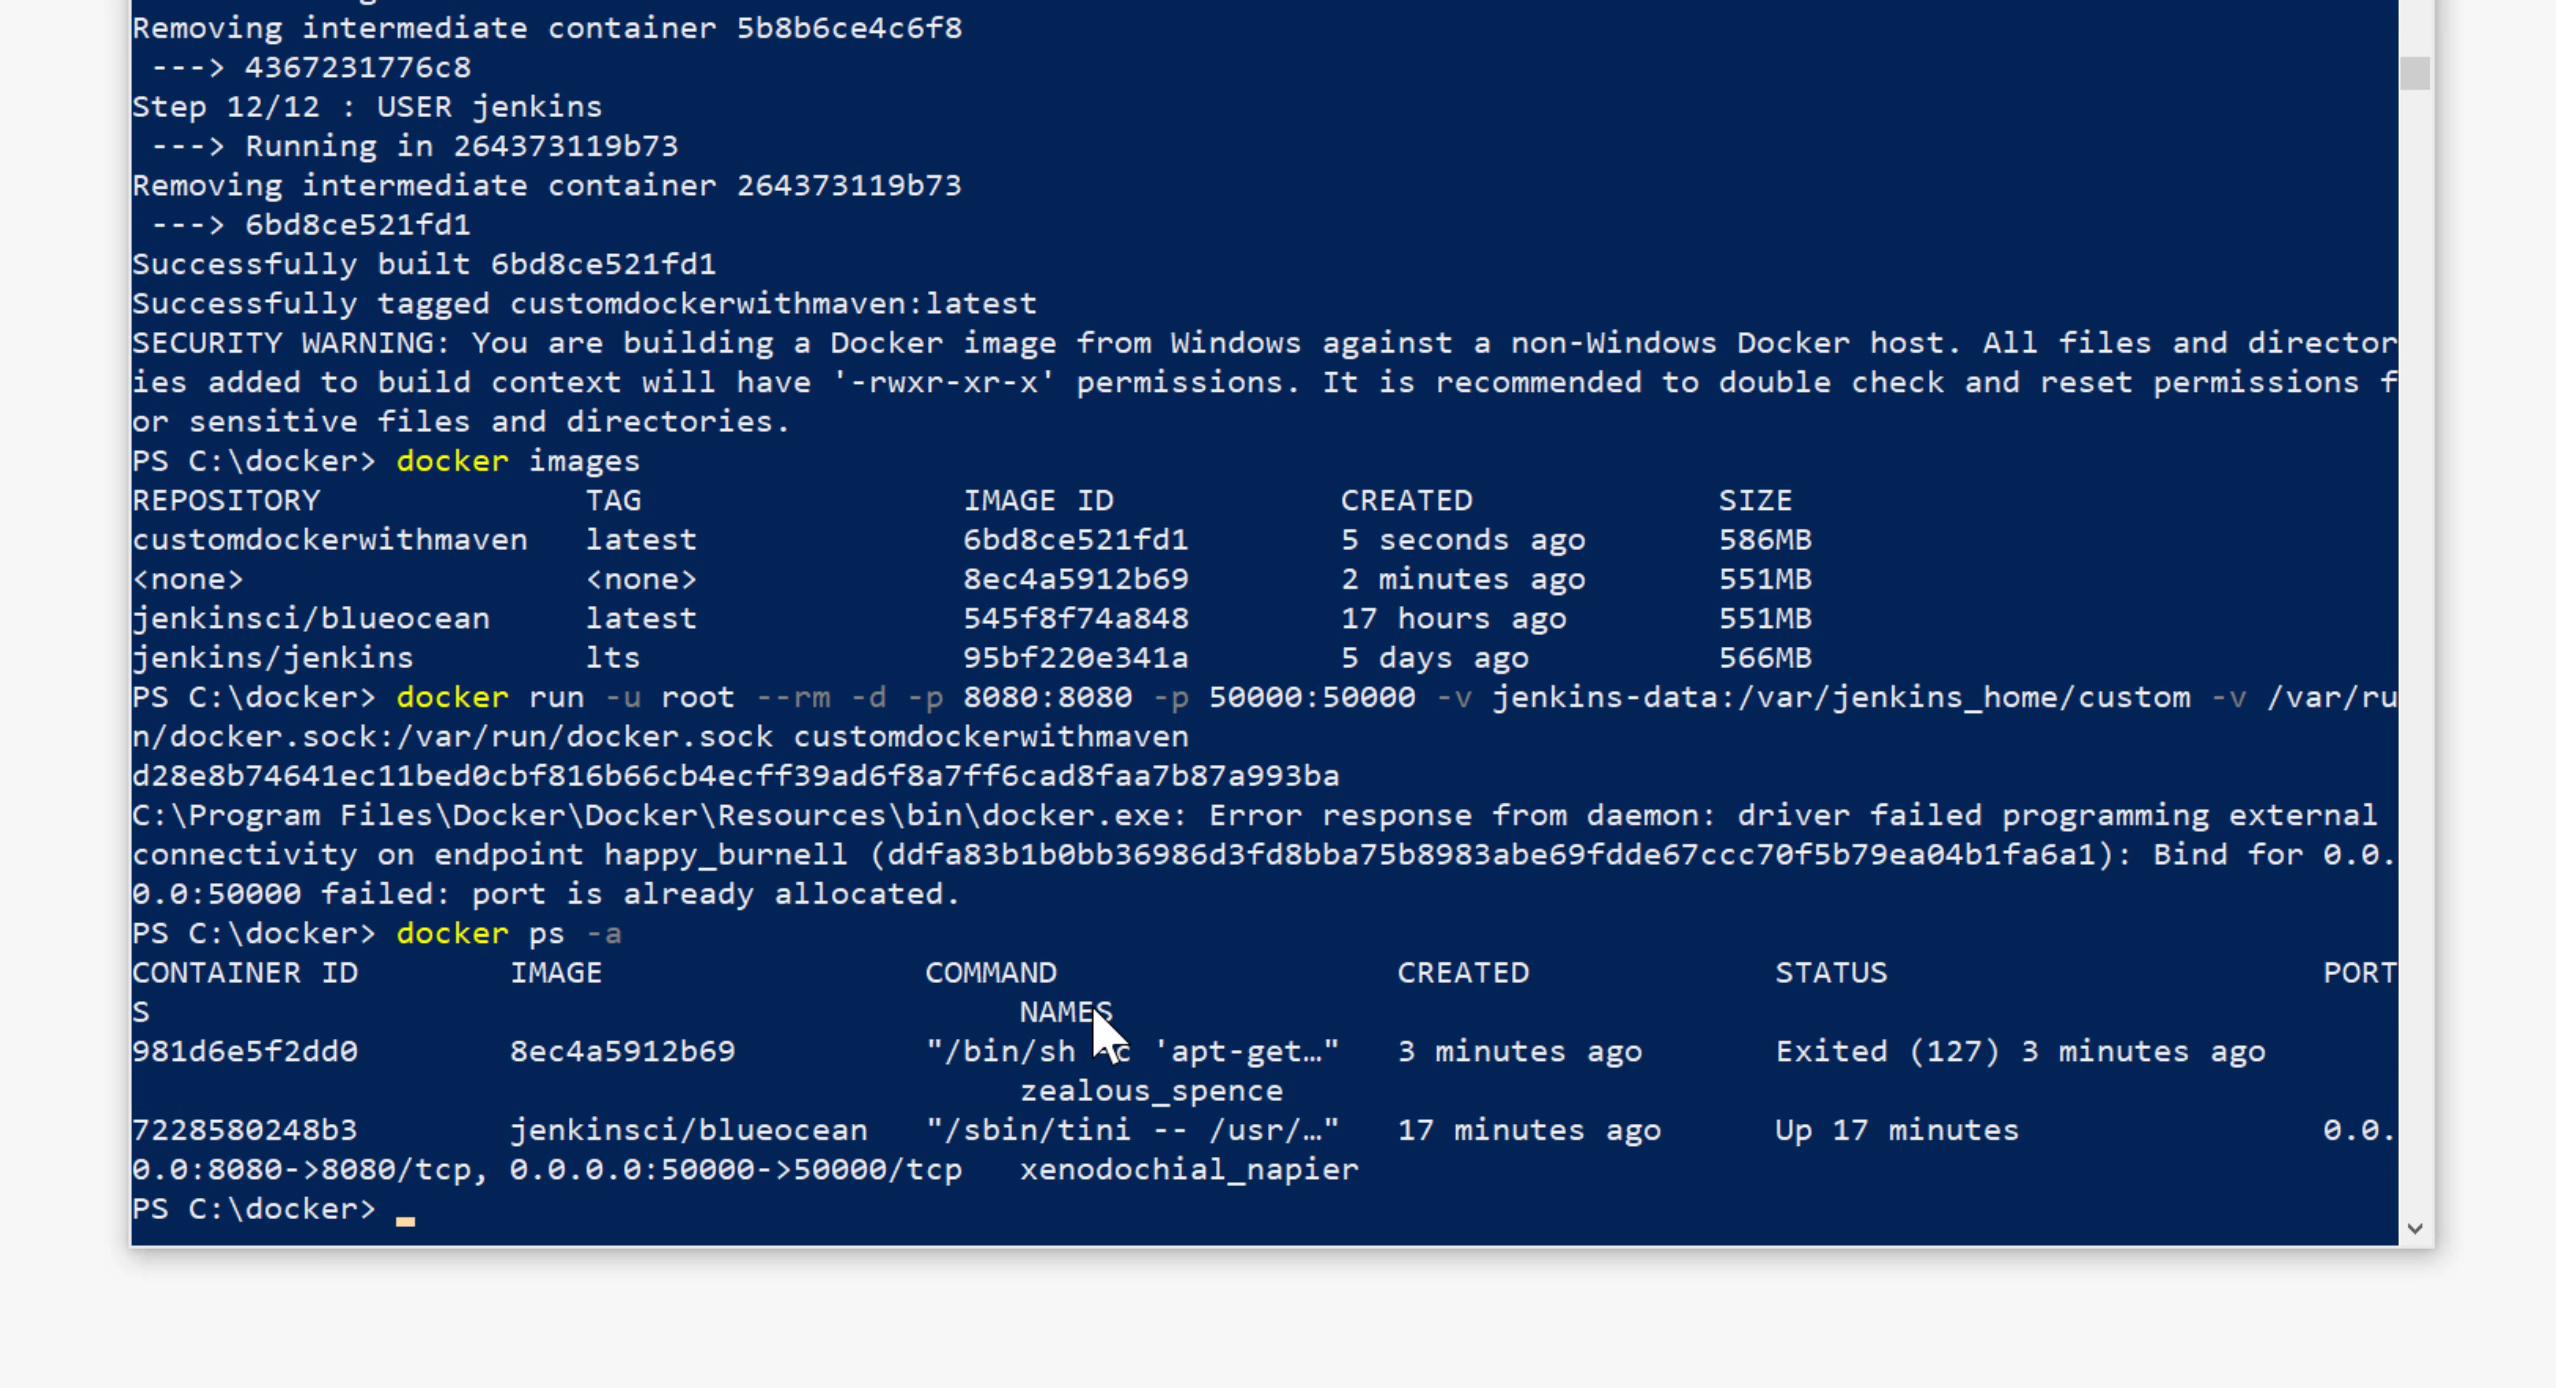 Removing intermediate container 5b8b6ce4c6f8
 ---> 4367231776c8
Step 12/12 : USER jenkins
 ---> Running in 264373119b73
Removing intermediate container 264373119b73
 ---> 6bd8ce521fd1
Successfully built 6bd8ce521fd1
Successfully tagged customdockerwithmaven:latest
SECURITY WARNING: You are building a Docker image from Windows against a non-Windows Docker host. All files and director
ies added to build context will have '-rwxr-xr-x' permissions. It is recommended to double check and reset permissions f
or sensitive files and directories.
PS C:\docker> docker images
REPOSITORY              TAG                 IMAGE ID            CREATED             SIZE
customdockerwithmaven   latest              6bd8ce521fd1        5 seconds ago       586MB
<none>                  <none>              8ec4a5912b69        2 minutes ago       551MB
jenkinsci/blueocean     latest              545f8f74a848        17 hours ago        551MB
jenkins/jenkins         lts                 95bf220e341a        5 days ago          566MB
PS C:\docker> docker run -u root --rm -d -p 8080:8080 -p 50000:50000 -v jenkins-data:/var/jenkins_home/custom -v /var/ru
n/docker.sock:/var/run/docker.sock customdockerwithmaven
d28e8b74641ec11bed0cbf816b66cb4ecff39ad6f8a7ff6cad8faa7b87a993ba
C:\Program Files\Docker\Docker\Resources\bin\docker.exe: Error response from daemon: driver failed programming external
connectivity on endpoint happy_burnell (ddfa83b1b0bb36986d3fd8bba75b8983abe69fdde67ccc70f5b79ea04b1fa6a1): Bind for 0.0.
0.0:50000 failed: port is already allocated.
PS C:\docker> docker ps -a
CONTAINER ID        IMAGE                 COMMAND                  CREATED             STATUS                       PORT
S                                              NAMES
981d6e5f2dd0        8ec4a5912b69          "/bin/sh -c 'apt-get…"   3 minutes ago       Exited (127) 3 minutes ago
                                               zealous_spence
7228580248b3        jenkinsci/blueocean   "/sbin/tini -- /usr/…"   17 minutes ago      Up 17 minutes                0.0.
0.0:8080->8080/tcp, 0.0.0.0:50000->50000/tcp   xenodochial_napier
PS C:\docker>